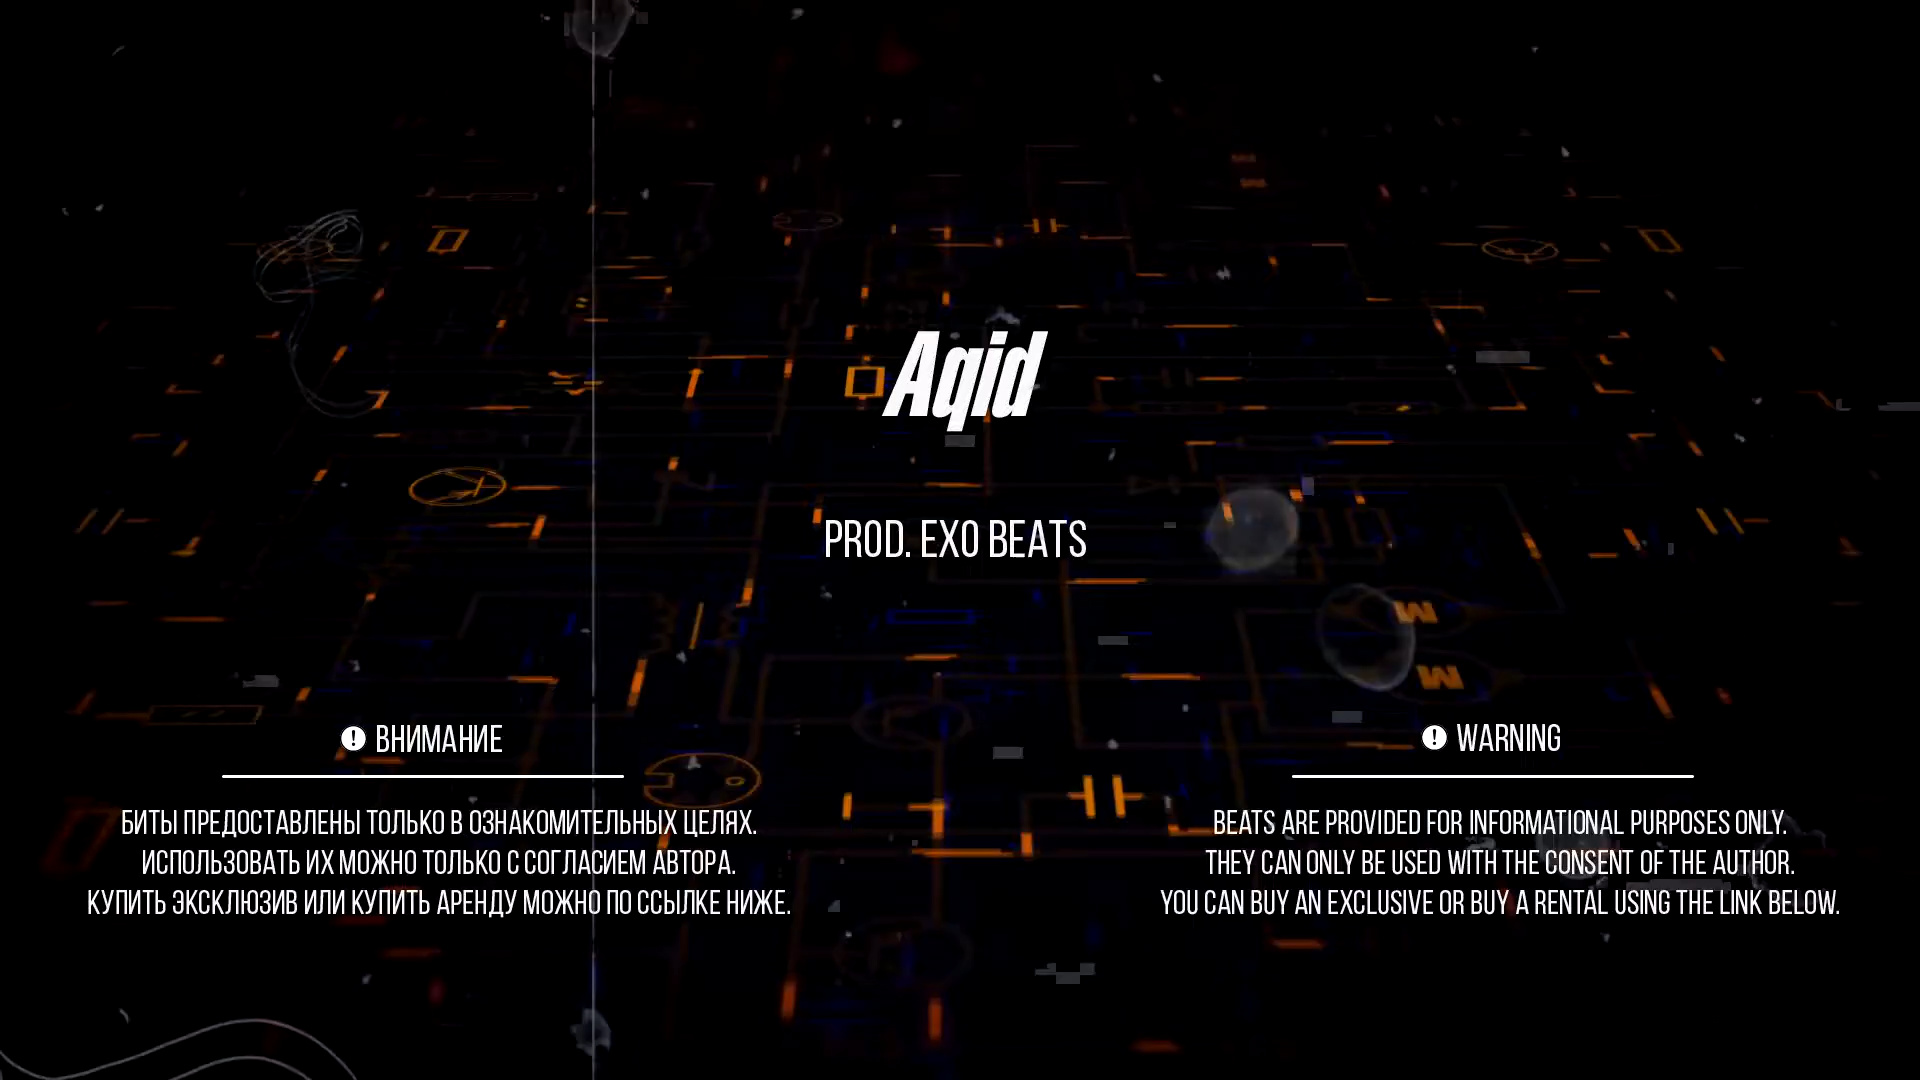 Aqid
PROD. EXO BEATS
ВНИМАНИЕ
БИТЫ ПРЕДОСТАВЛЕНЫ ТОЛЬКО В ОЗНАКОМИТЕЛЬНЫХ ЦЕЛЯХ.
ИСПОЛЬЗОВАТЬ ИХ МОЖНО ТОЛЬКО С СОГЛАСИЕМ АВТОРА.
КУПИТЬ ЭКСКЛЮЗИВ ИЛИ КУПИТЬ АРЕНДУ МОЖНО ПО ССЫЛКЕ НИЖЕ.
WARNING
BEATS ARE PROVIDED FOR INFORMATIONAL PURPOSES ONLY.
THEY CAN ONLY BE USED WITH THE CONSENT OF THE AUTHOR.
YOU CAN BUY AN EXCLUSIVE OR BUY A RENTAL USING THE LINK BELOW.